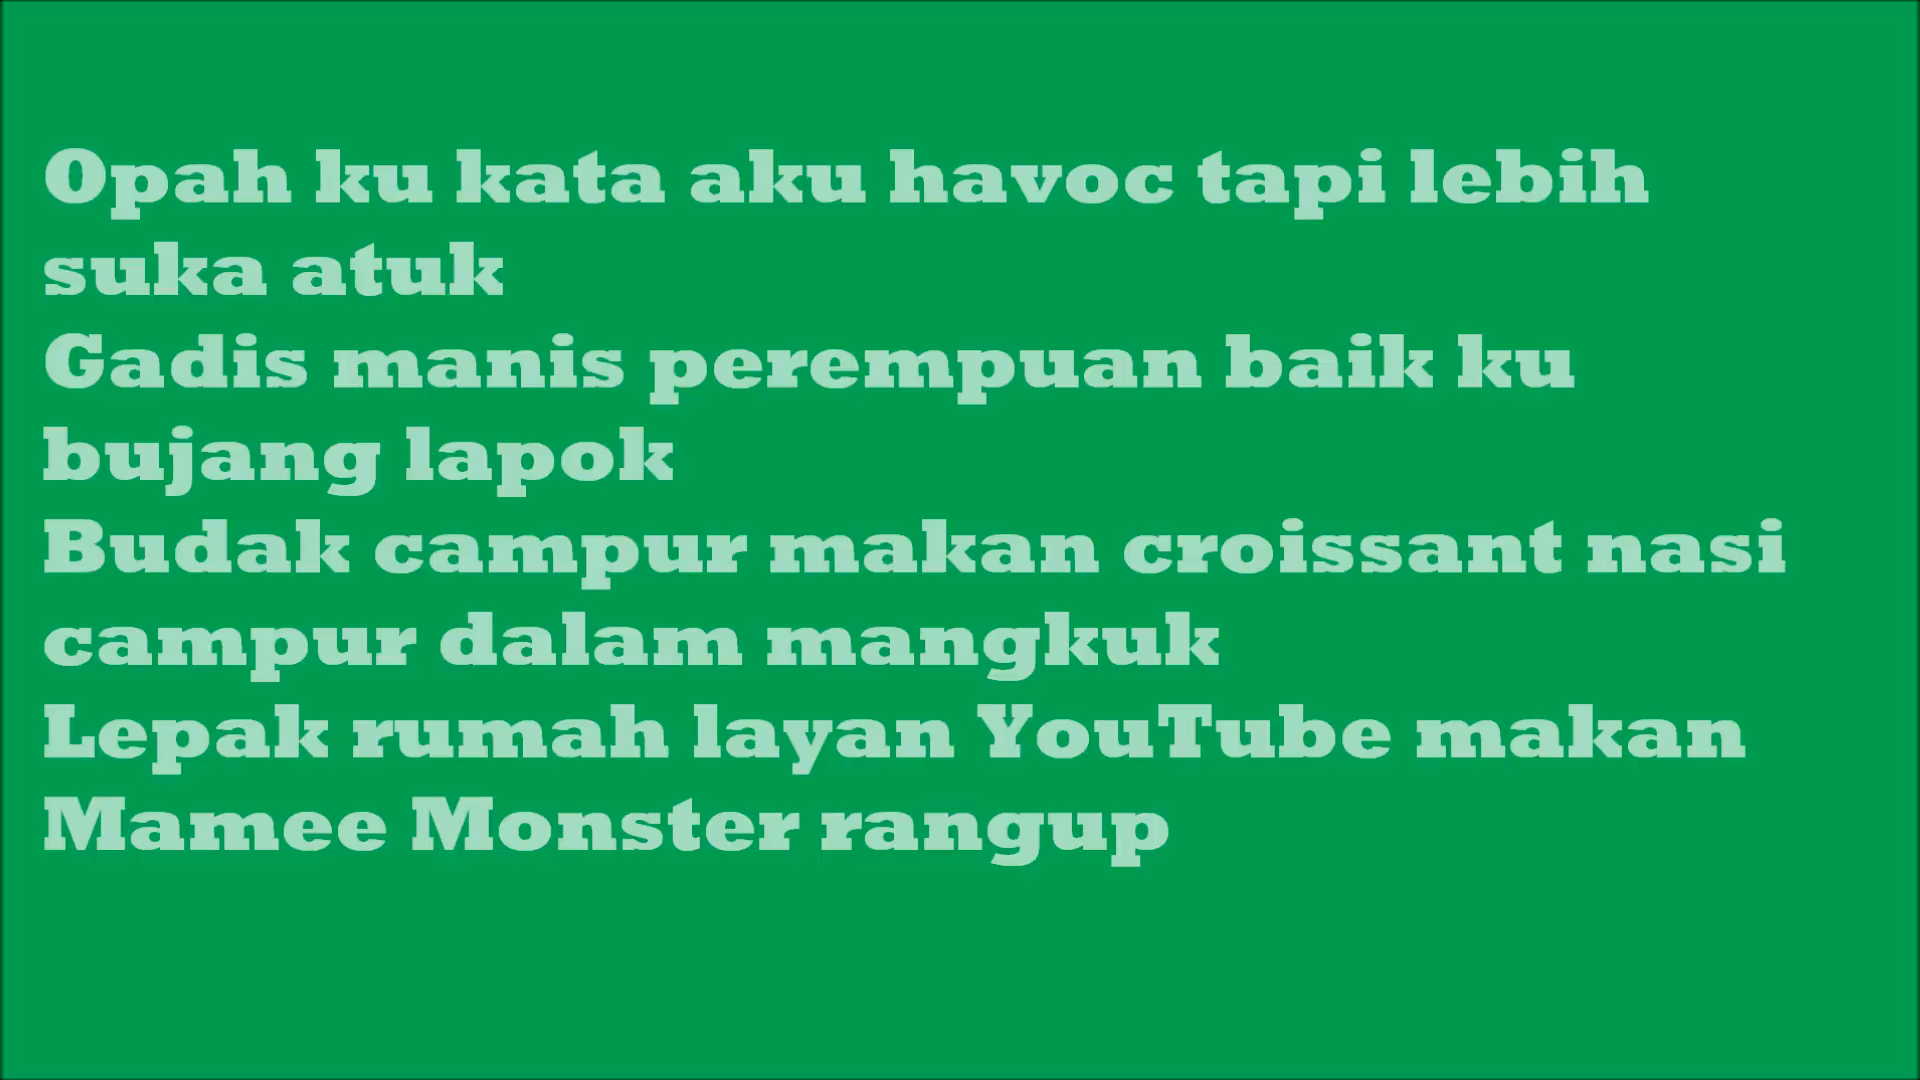 Opah ku kata aku havoc tapi lebih
suka atuk
Gadis manis perempuan baik ku
bujang lapok
Budak campur makan croissant nasi
campur dalam mangkuk
Lepak rumah layan YouTube makan
Mamee Monster rangup